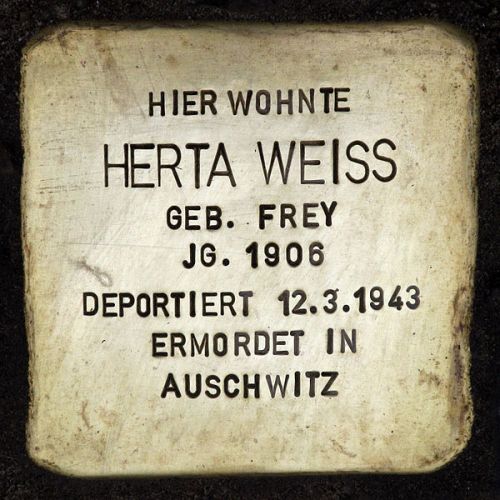 HIER WOHNTE
HERTA WEISS
GEB. FREY
JG. 1906
DEPORTIERT 12.3.1943
ERMORDET IN
AUSCHWITZ